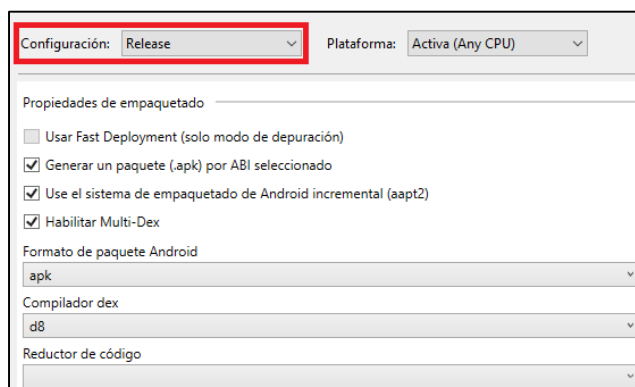 Configuración: Release Plataforma: Activa (Any CPU)
Propiedades de empaquetado
Usar Fast Deployment (solo modo de depuración)
Generar un paquete (.apk) por ABI seleccionado
Use el sistema de empaquetado de Android incremental (aapt2)
Habilitar Multi-Dex
Formato de paquete Android
apk
Compilador dex
d8
Reductor de código